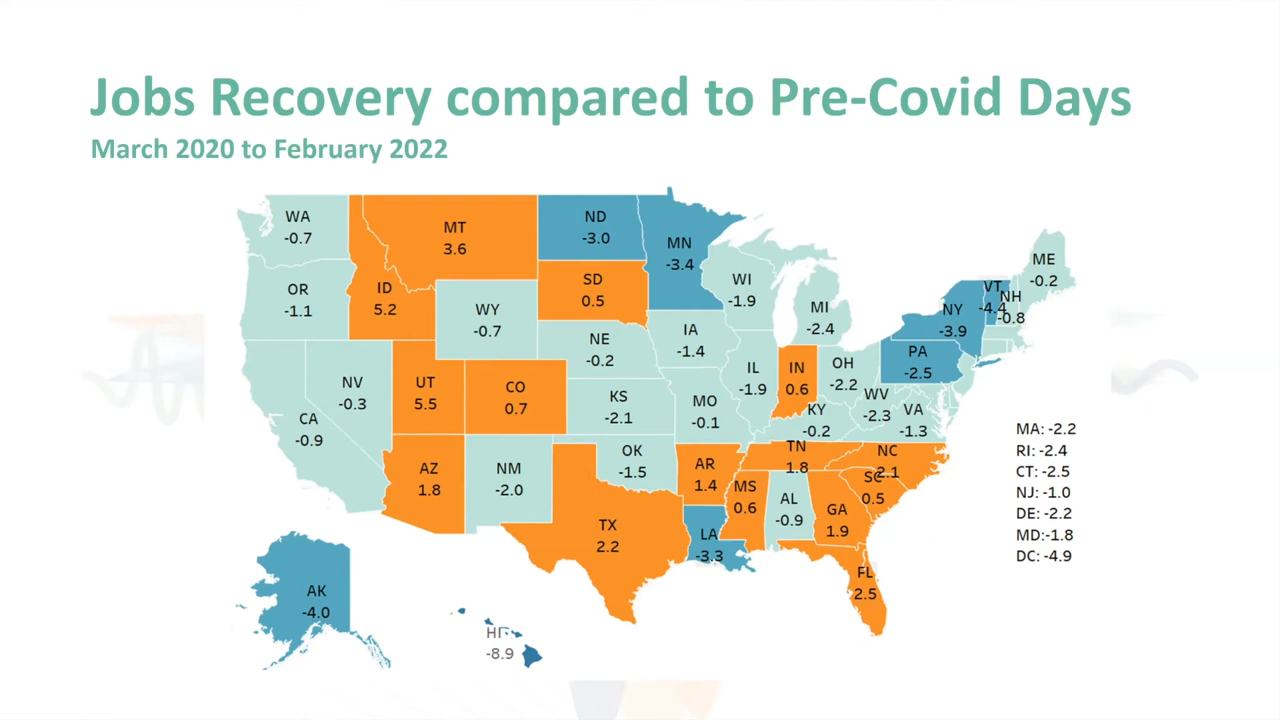 Jobs Recovery compared to Pre-Covid Days
March 2020 to February 2022
WA
-0.7
MT
3.6
ND
-3.0
MN
-3.4
ME
-0.2
OR
-1.1
ID
5.2
SD
0.5
WI
-1.9
VT
-4.4
NH
-0.8
WY
-0.7
MI
-2.4
NY
-3.9
NE
-0.2
IA
-1.4
PA
-2.5
NV
-0.3
UT
5.5
CO
0.7
IL
-1.9
IN
0.6
OH
-2.2
KS
-2.1
MO
-0.1
WV
-2.3
VA
-1.3
CA
-0.9
KY
-0.2
MA: -2.2
RI: -2.4
CT: -2.5
NJ: -1.0
DE: -2.2
MD:-1.8
DC: -4.9
AZ
1.8
NM
-2.0
OK
-1.5
AR
1.4
TN
1.8
NC
2.1
SC
0.5
MS
0.6
AL
-0.9
GA
1.9
TX
2.2
LA
-3.3
FL
2.5
AK
-4.0
HI
-8.9